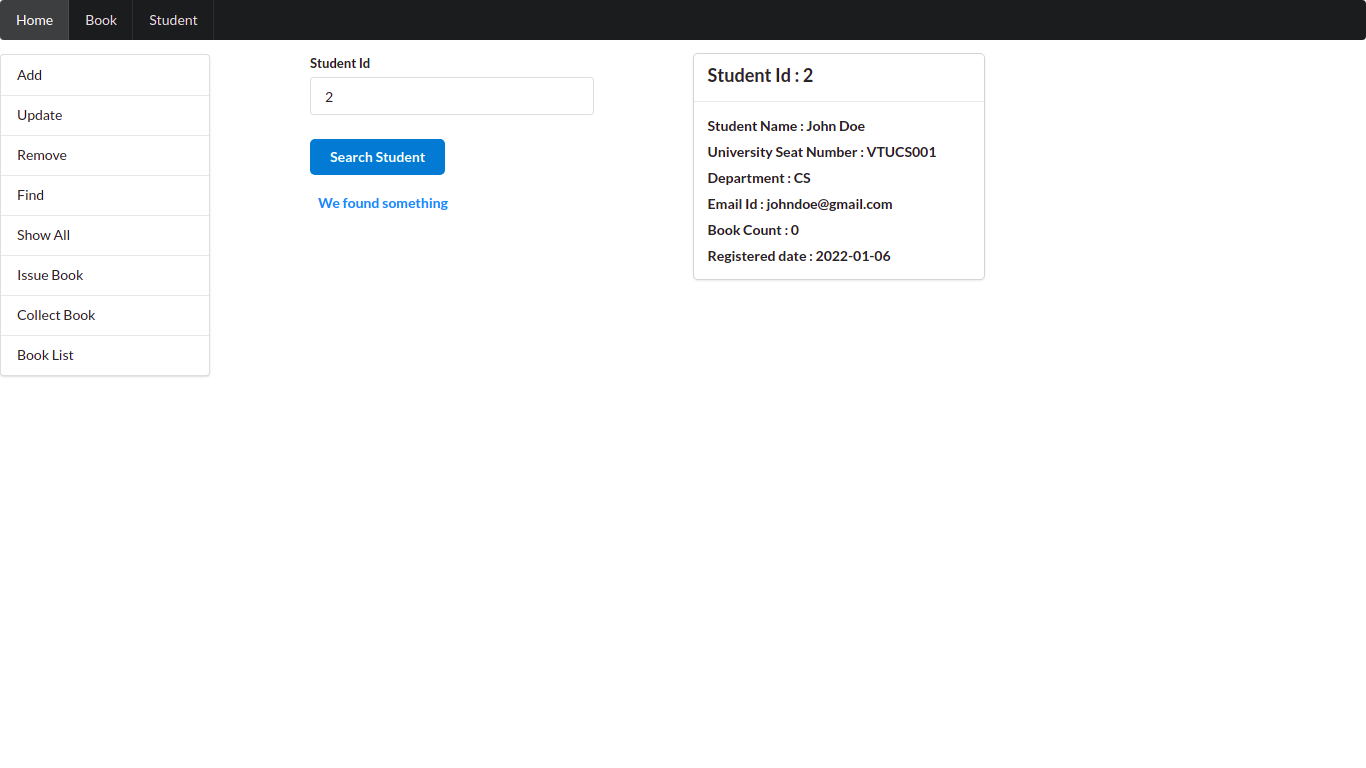 Home Book Student
Add
Update
Remove
Find
Show All
Issue Book
Collect Book
Book List
Student Id
2
Search Student
We found something
Student Id : 2
Student Name : John Doe
University Seat Number : VTUCS001
Department : CS
Email Id : johndoe@gmail.com
Book Count : 0
Registered date : 2022-01-06